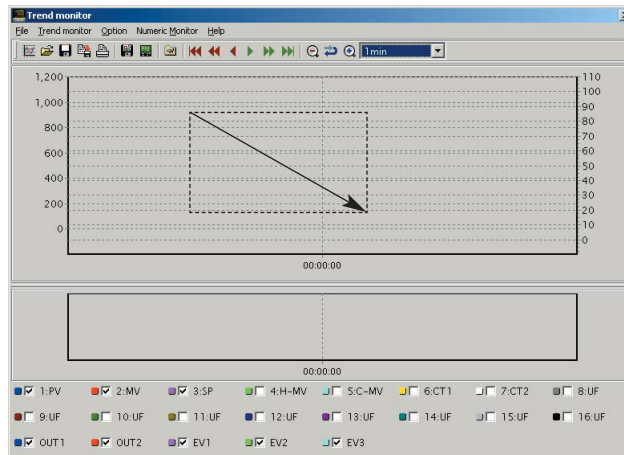 Trend monitor
File Trend monitor Option Numeric Monitor Help
1min
1,200 110
100
1,000 90
800 80
70
600 60
50
400 40
30
200 20
10
0 0
00:00:00
00:00:00
1:PV 2:MV 3:SP 4:H-MV 5:C-MV 6:CT1 7:CT2 8:UF
9:UF 10:UF 11:UF 12:UF 13:UF 14:UF 15:UF 16:UF
OUT1 OUT2 EV1 EV2 EV3